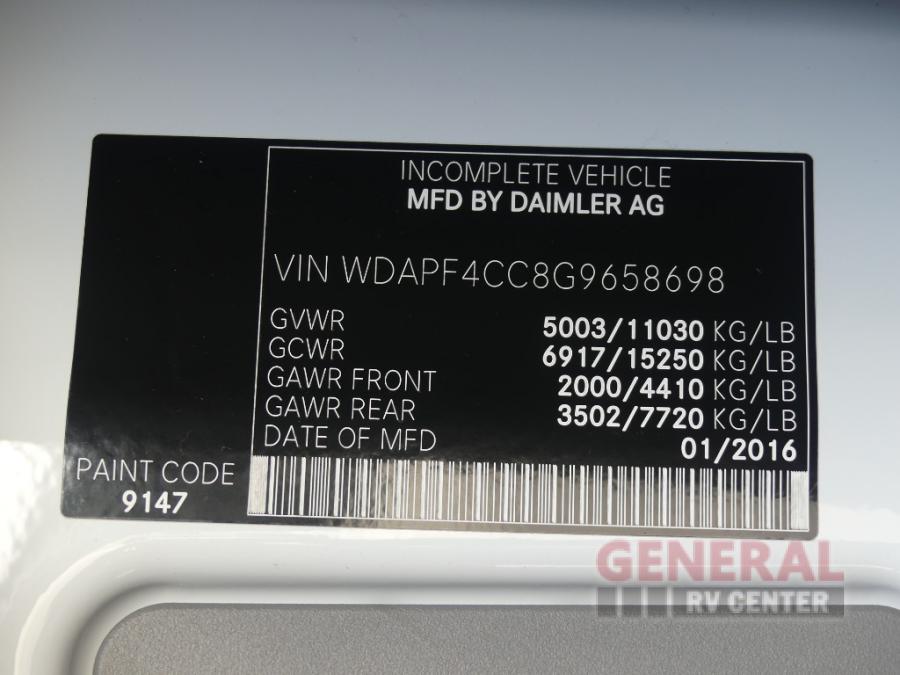 INCOMPLETE VEHICLE
MFD BY DAIMLER AG
VIN WDAPF4CC8G9658698
GVWR 5003/11030 KG/LB
GCWR 6917/15250 KG/LB
GAWR FRONT 2000/4410 KG/LB
GAWR REAR 3502/7720 KG/LB
DATE OF MFD 01/2016
PAINT CODE
9147
GENERAL
RV CENTER